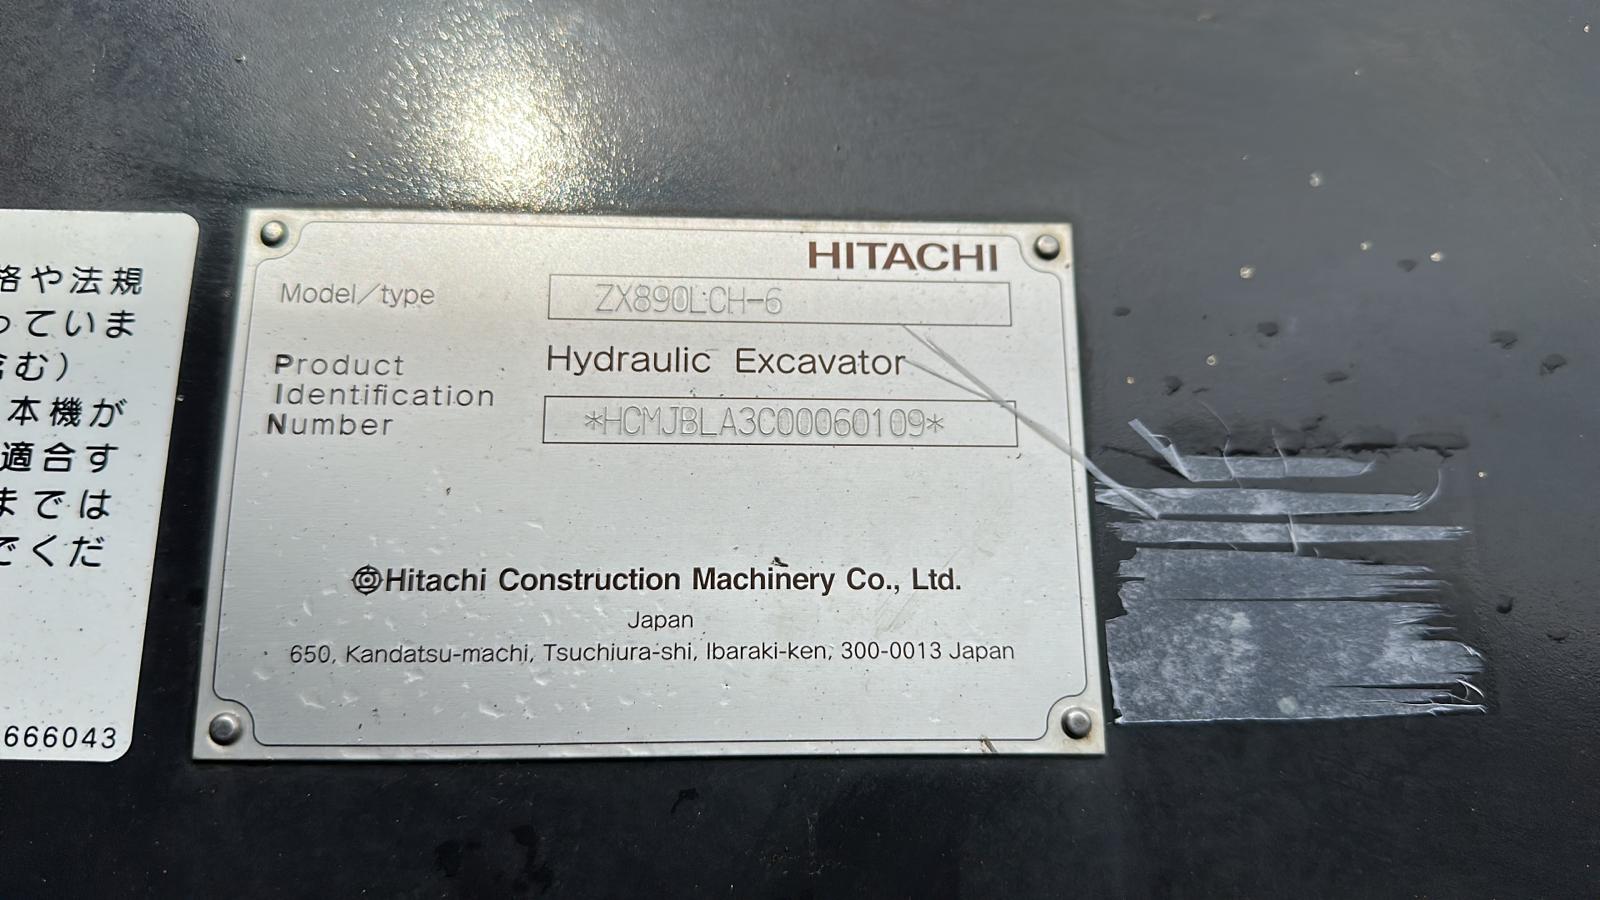 格や法規
っていま
含む）
本機が
適合す
までは
でくだ
666043
HITACHI
Model/type ZX890LCH-6
Hydraulic Excavator
Product
Identification
Number *HCMJBLA3C00060109*
Hitachi Construction Machinery Co., Ltd.
Japan
650, Kandatsu-machi, Tsuchiura-shi, Ibaraki-ken, 300-0013 Japan